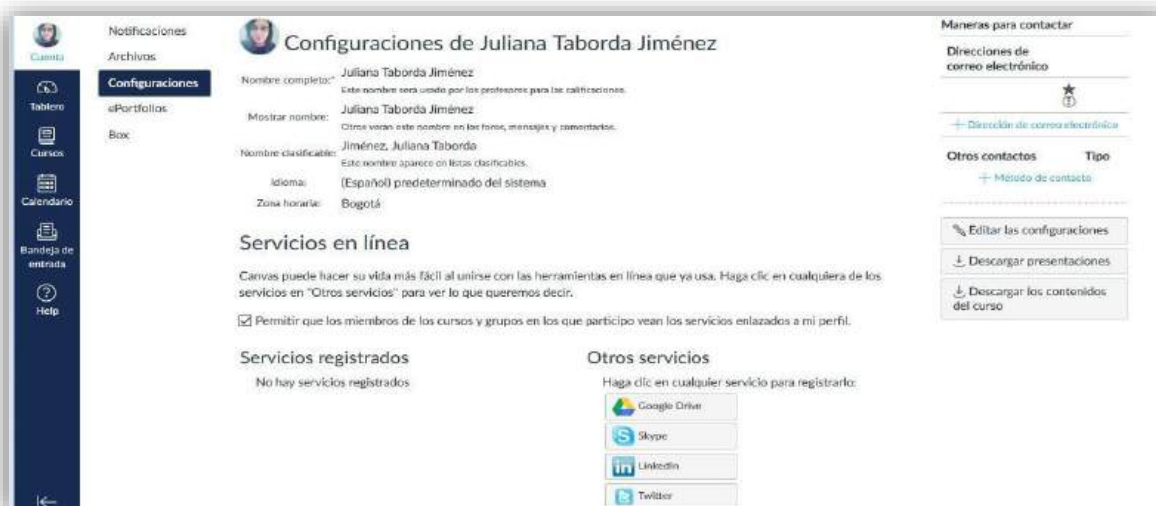 Cuenta
Tablero
Cursos
Calendario
Bandeja de
entrada
Help
Notificaciones
Archivos
Configuraciones
ePortfolios
Box
Configuraciones de Juliana Taborda Jiménez
Nombre completo:* Juliana Taborda Jiménez
Este nombre será usado por los profesores para las calificaciones.
Mostrar nombre: Juliana Taborda Jiménez
Otros verán este nombre en los foros, mensajes y comentarios.
Nombre clasificable: Jiménez, Juliana Taborda
Este nombre aparece en listas clasificables.
Idioma: (Español) predeterminado del sistema
Zona horaria: Bogotá
Servicios en línea
Canvas puede hacer su vida más fácil al unirse con las herramientas en línea que ya usa. Haga clic en cualquiera de los
servicios en "Otros servicios" para ver lo que queremos decir.
Permitir que los miembros de los cursos y grupos en los que participo vean los servicios enlazados a mi perfil.
Servicios registrados
No hay servicios registrados
Otros servicios
Haga clic en cualquier servicio para registrarlo:
Google Drive
Skype
LinkedIn
Twitter
Maneras para contactar
Direcciones de
correo electrónico
+ Dirección de correo electrónico
Otros contactos Tipo
+ Método de contacto
Editar las configuraciones
Descargar presentaciones
Descargar los contenidos
del curso